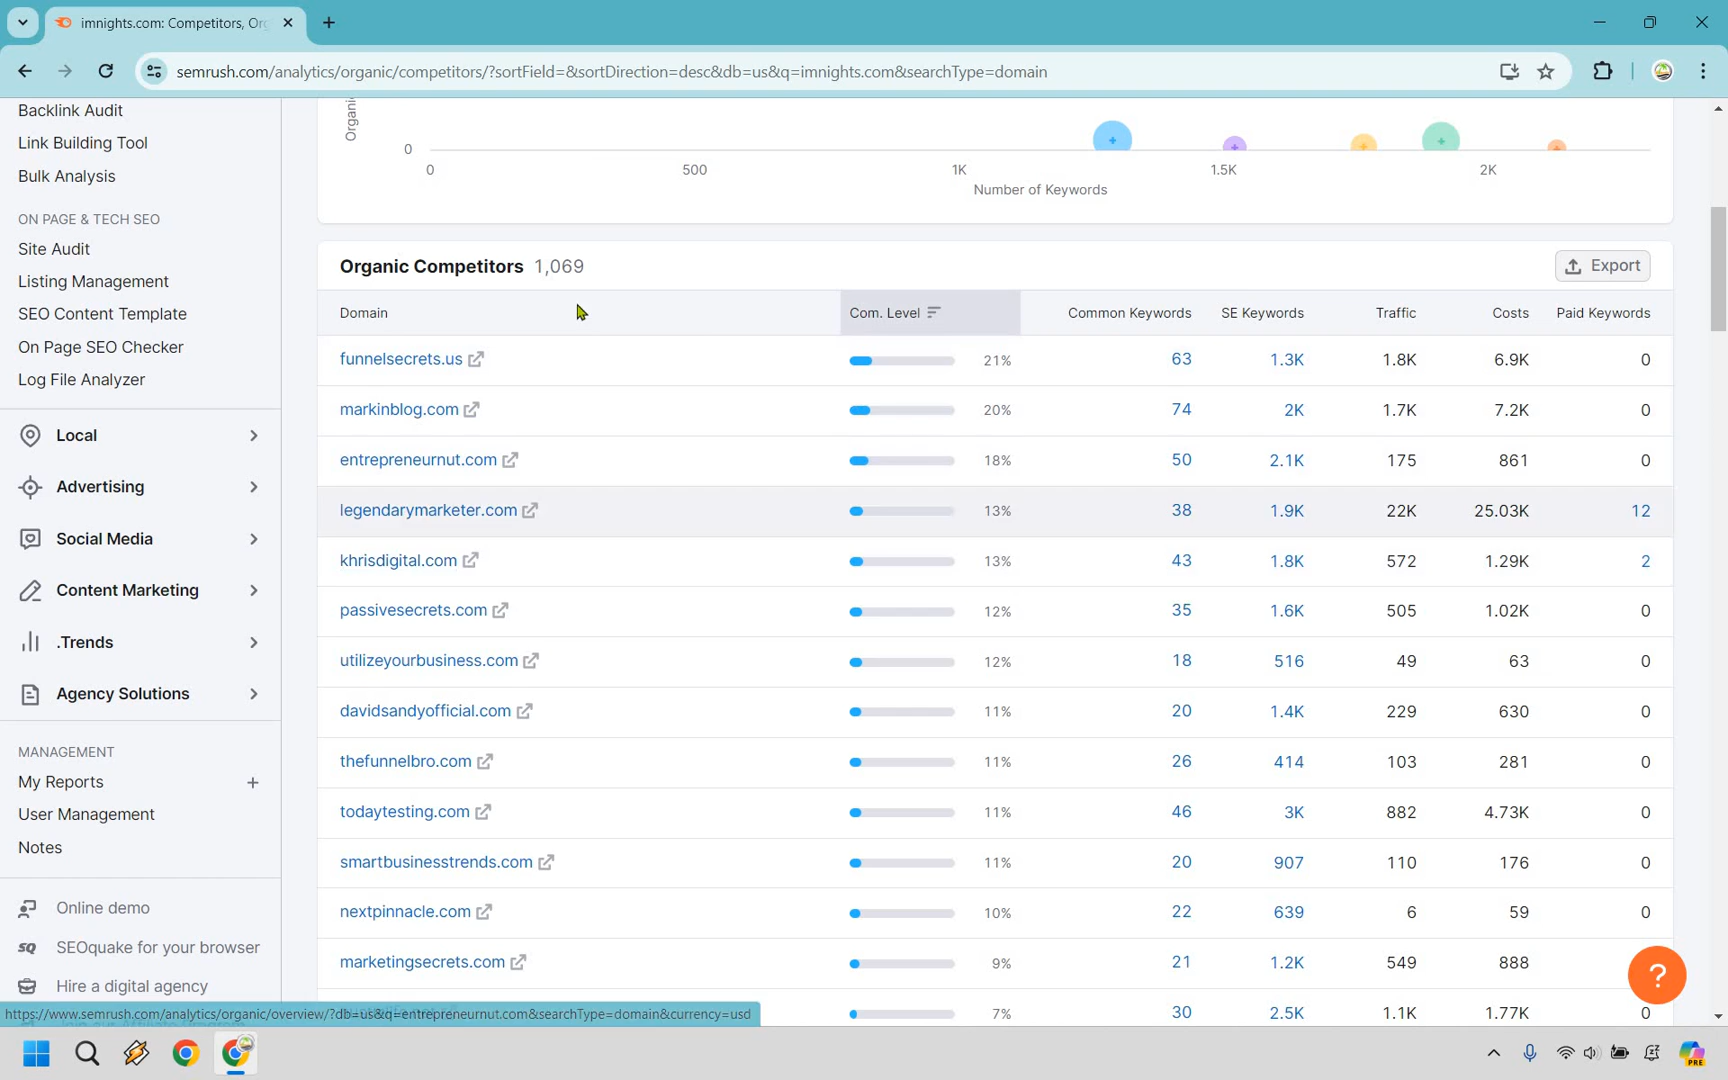 imnights.com: Competitors, Or
semrush.com/analytics/organic/competitors/?sortField=&sortDirection=desc&db=us&q=imnights.com&searchType=domain
Backlink Audit
Link Building Tool
Bulk Analysis
ON PAGE & TECH SEO
Site Audit
Listing Management
SEO Content Template
On Page SEO Checker
Log File Analyzer
Local
Advertising
Social Media
Content Marketing
.Trends
Agency Solutions
MANAGEMENT
My Reports +
User Management
Notes
Online demo
SQ SEOquake for your browser
Hire a digital agency
Organic
0
0 500 1K 1.5K 2K
Number of Keywords
Organic Competitors 1,069
Export
Domain Com. Level Common Keywords SE Keywords Traffic Costs Paid Keywords
funnelsecrets.us 21% 63 1.3K 1.8K 6.9K 0
markinblog.com 20% 74 2K 1.7K 7.2K 0
entrepreneurnut.com 18% 50 2.1K 175 861 0
legendarymarketer.com 13% 38 1.9K 22K 25.03K 12
khrisdigital.com 13% 43 1.8K 572 1.29K 2
passivesecrets.com 12% 35 1.6K 505 1.02K 0
utilizeyourbusiness.com 12% 18 516 49 63 0
davidsandyofficial.com 11% 20 1.4K 229 630 0
thefunnelbro.com 11% 26 414 103 281 0
todaytesting.com 11% 46 3K 882 4.73K 0
smartbusinesstrends.com 11% 20 907 110 176 0
nextpinnacle.com 10% 22 639 6 59 0
marketingsecrets.com 9% 21 1.2K 549 888
7% 30 2.5K 1.1K 1.77K 0
?
https://www.semrush.com/analytics/organic/overview/?db=us&q=entrepreneurnut.com&searchType=domain&currency=usd
PRE